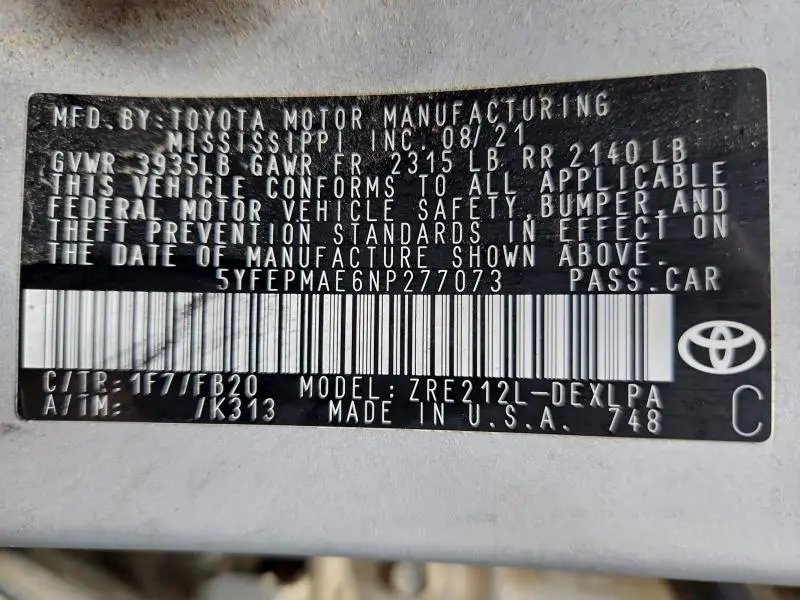 MFD. BY: TOYOTA MOTOR MANUFACTURING
MISSISSIPPI INC. 08/21
GVWR 3935LB GAWR FR 2315 LB RR 2140 LB
THIS VEHICLE CONFORMS TO ALL APPLICABLE
FEDERAL MOTOR VEHICLE SAFETY, BUMPER, AND
THEFT PREVENTION STANDARDS IN EFFECT ON
THE DATE OF MANUFACTURE SHOWN ABOVE.
5YFEPMAE6NP277073 PASS. CAR
C/TR: 1F7/FB20 MODEL: ZRE212L-DEXLPA
A/TM: /K313 MADE IN U.S.A. 748 C